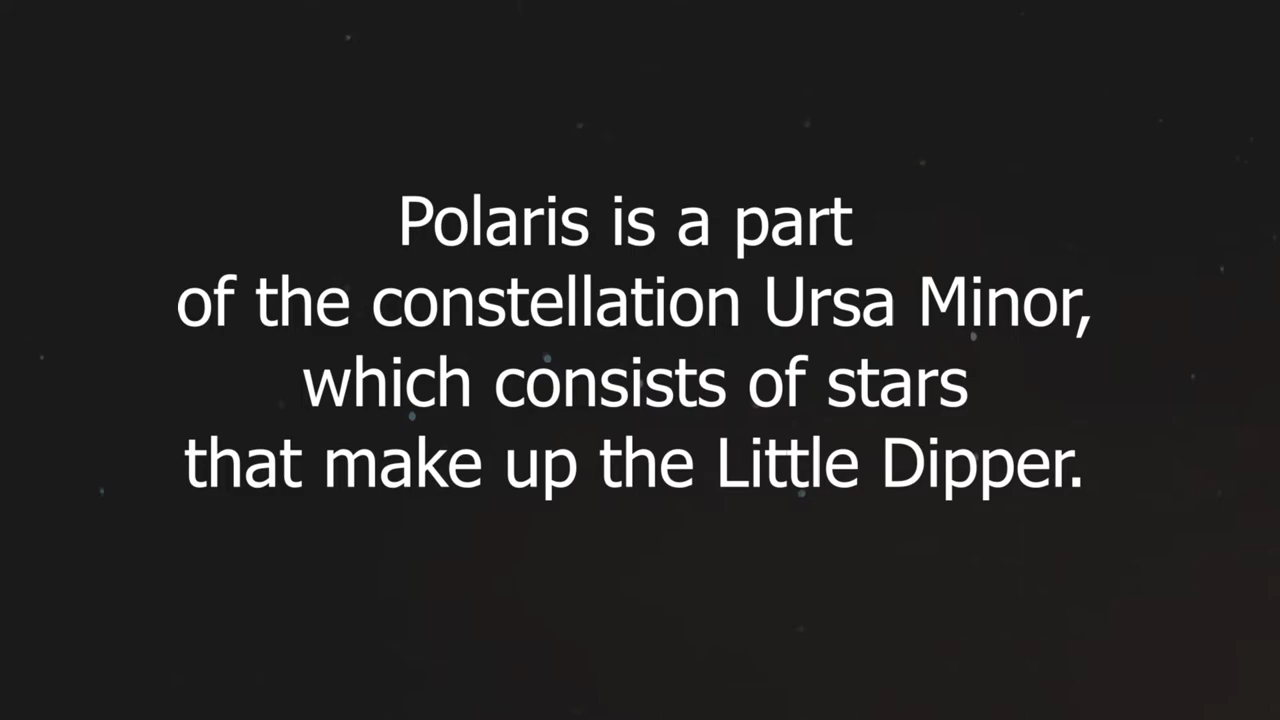 Polaris is a part
of the constellation Ursa Minor,
which consists of stars
that make up the Little Dipper.